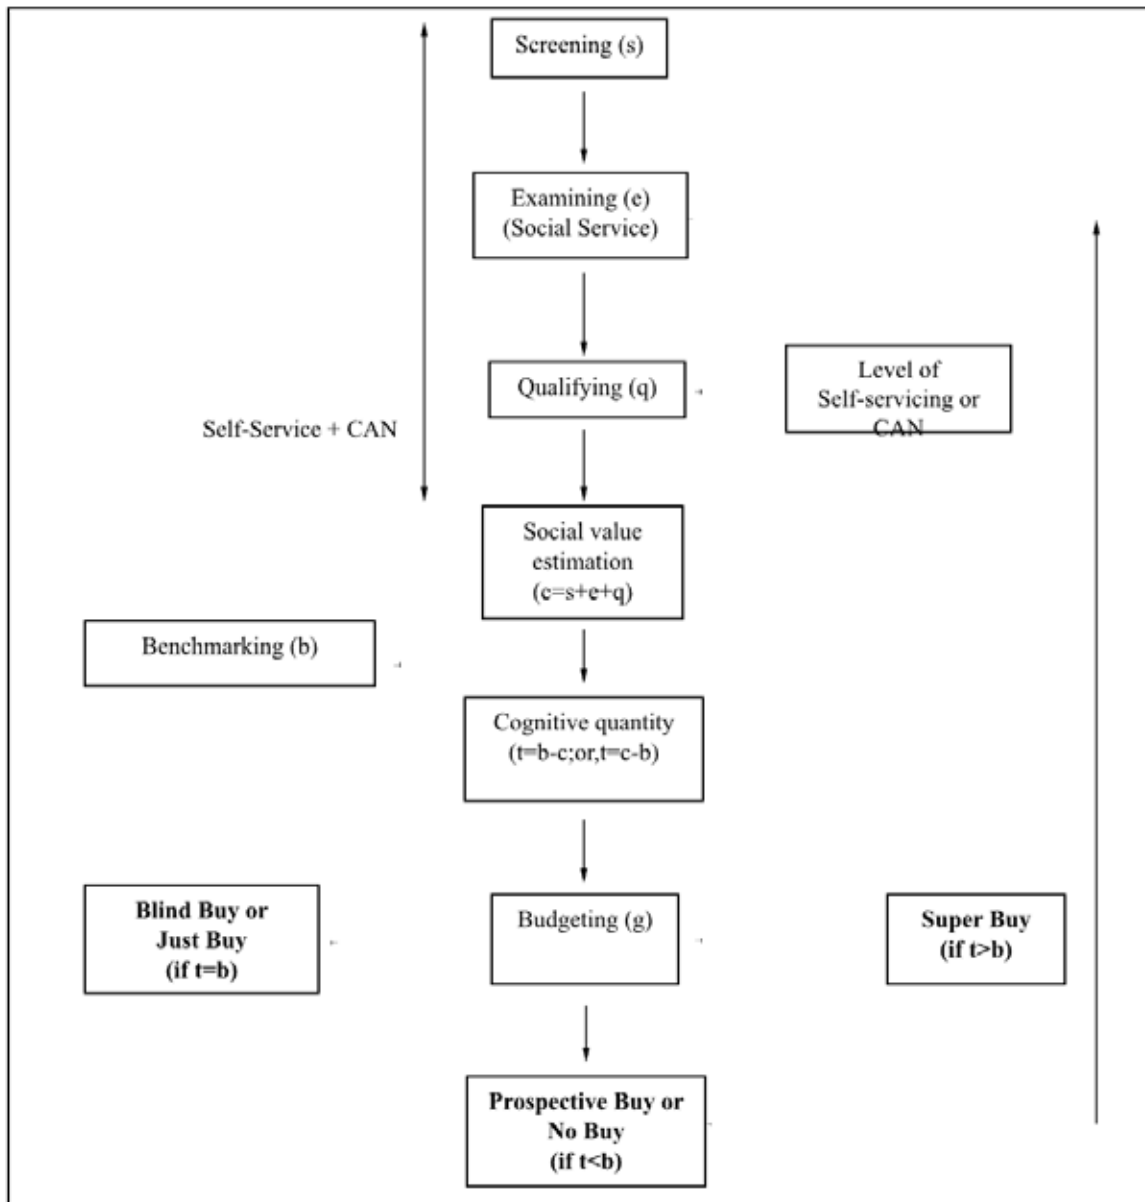 Screening (s)
Examining (e)
(Social Service)
Qualifying (q)
Level of
Self-servicing or
CAN
Self-Service + CAN
Social value
estimation
(c=s+e+q)
Benchmarking (b)
Cognitive quantity
(t=b-c;or,t=c-b)
Blind Buy or
Just Buy
(if t=b)
Budgeting (g)
Super Buy
(if t>b)
Prospective Buy or
No Buy
(if t<b)